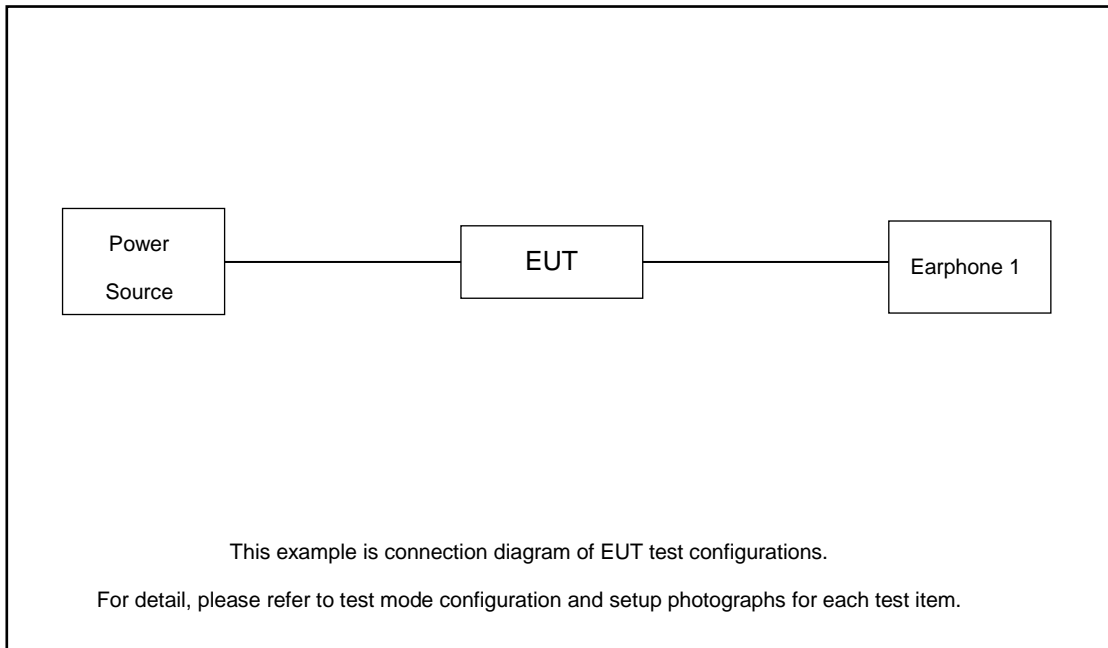 Power
Source
EUT
Earphone 1
This example is connection diagram of EUT test configurations.
For detail, please refer to test mode configuration and setup photographs for each test item.